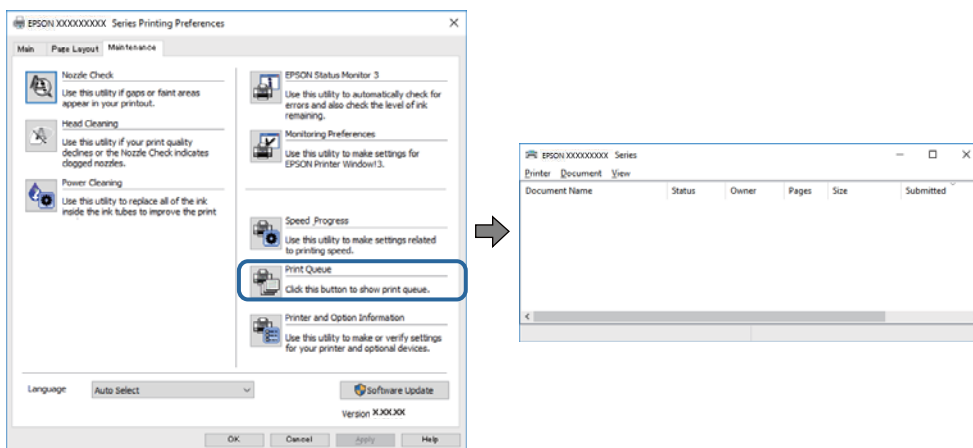 EPSON XXXXXXXXX Series Printing Preferences
Main Page Layout Maintenance
Nozzle Check
Use this utility if gaps or faint areas
appear in your printout.
Head Cleaning
Use this utility if your print quality
declines or the Nozzle Check indicates
clogged nozzles.
Power Cleaning
Use this utility to replace all of the ink
inside the ink tubes to improve the print
EPSON Status Monitor 3
Use this utility to automatically check for
errors and also check the level of ink
remaining.
Monitoring Preferences
Use this utility to make settings for
EPSON Printer Window!3.
Speed_Progress
Use this utility to make settings related
to printing speed.
Print Queue
Click this button to show print queue.
Printer and Option Information
Use this utility to make or verify settings
for your printer and optional devices.
Language Auto Select
Software Update
Version X.XX.XX
OK Cancel Apply Help
EPSON XXXXXXXXX Series
Printer Document View
Document Name Status Owner Pages Size Submitted